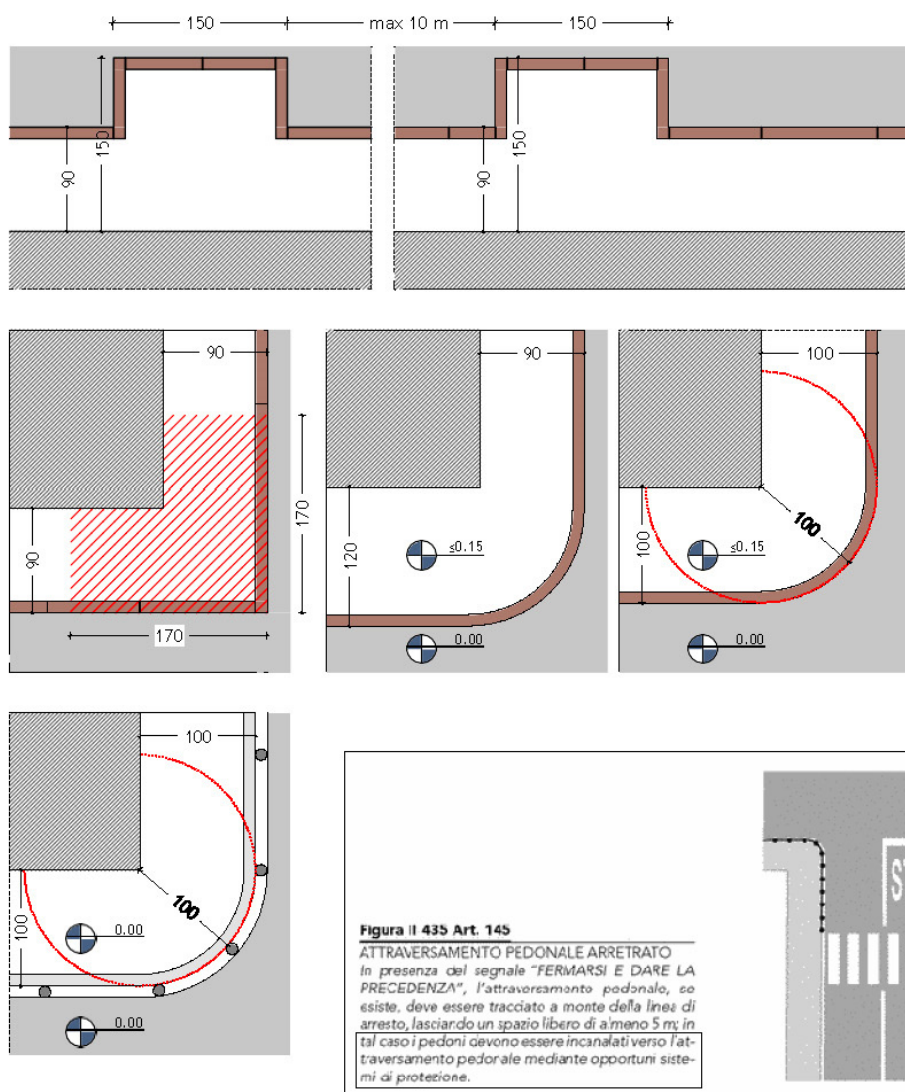 150 max 10 m 150
150 150
90 90
90 90 100
170
90 120 ≤0.15 100 ≤0.15 100
170 0.00 0.00
100
100
100 0.00
0.00
Figura II 435 Art. 145
ATTRAVERSAMENTO PEDONALE ARRETRATO
In presenza del segnale "FERMARSI E DARE LA
PRECEDENZA", l'attraversamento pedonale, se
esiste, deve essere tracciato a monte della linea di
arresto, lasciando un spazio libero di almeno 5 m; in
tal caso i pedoni devono essere incanalati verso l'at-
traversamento pedonale mediante opportuni siste-
mi di protezione.